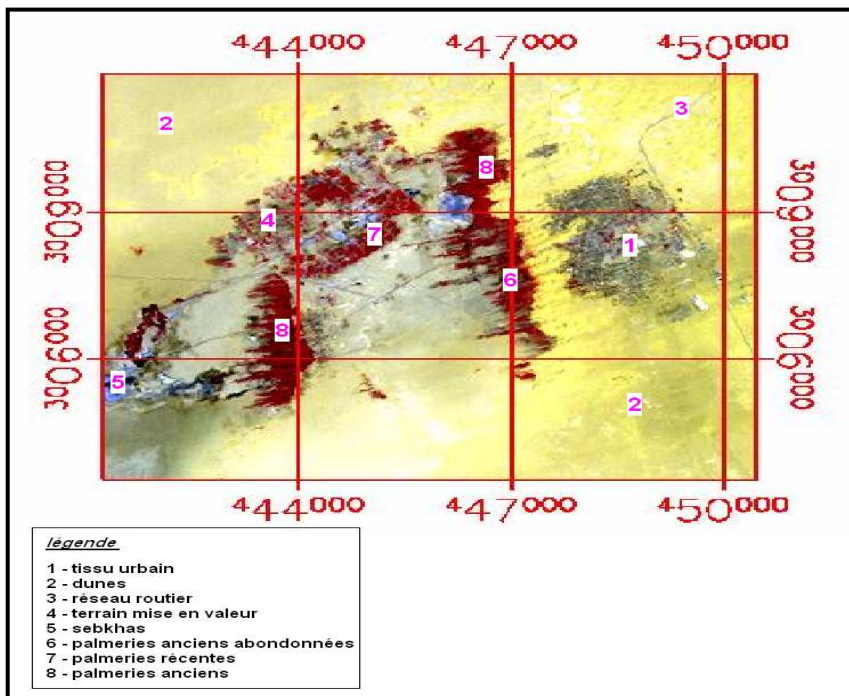 444000 447000 450000
2
3
8
3009000
3009000
4
7
1
6
8
3006000
3006000
5
2
444000 447000 450000
légende
1 - tissu urbain
2 - dunes
3 - réseau routier
4 - terrain mise en valeur
5 - sebkhas
6 - palmeries anciens abondonnées
7 - palmeries récentes
8 - palmeries anciens